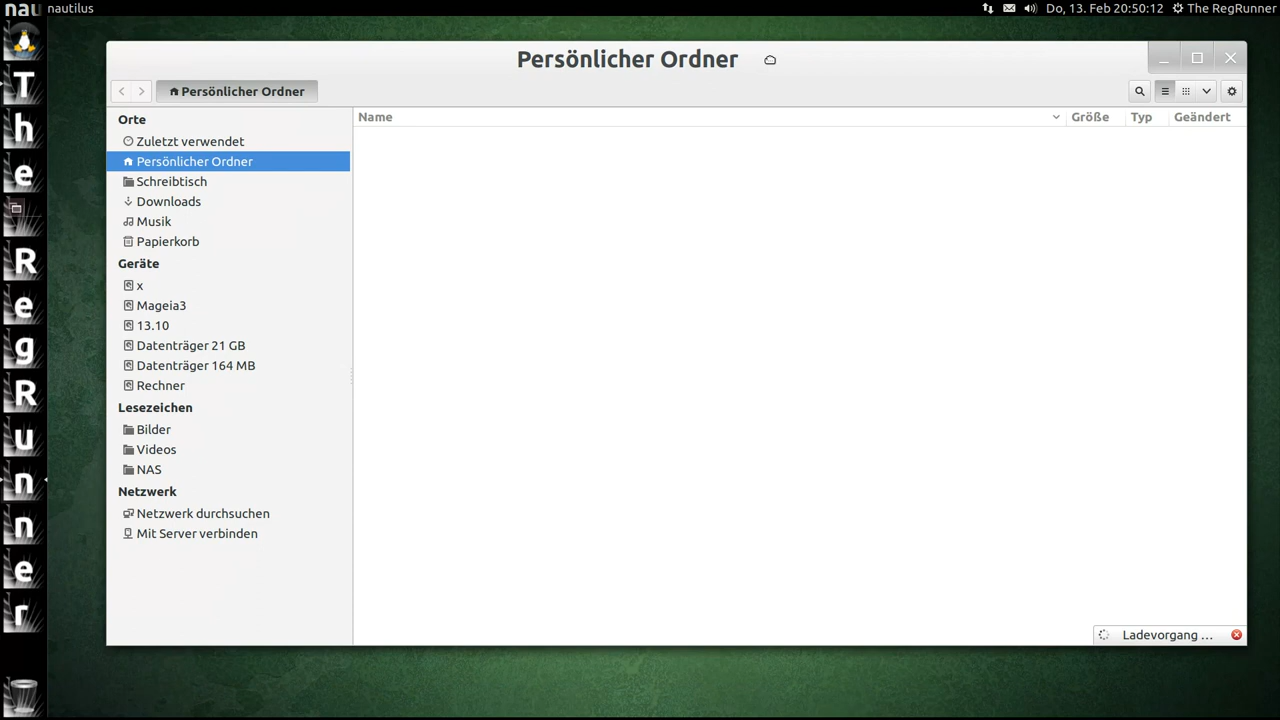 nau nautilus
Do, 13. Feb 20:50:12 The RegRunner
T
h
e
R
e
g
R
u
n
n
e
r
Persönlicher Ordner
Persönlicher Ordner
Orte
Zuletzt verwendet
Persönlicher Ordner
Schreibtisch
Downloads
Musik
Papierkorb
Geräte
x
Mageia3
13.10
Datenträger 21 GB
Datenträger 164 MB
Rechner
Lesezeichen
Bilder
Videos
NAS
Netzwerk
Netzwerk durchsuchen
Mit Server verbinden
Name Größe Typ Geändert
Ladevorgang ...